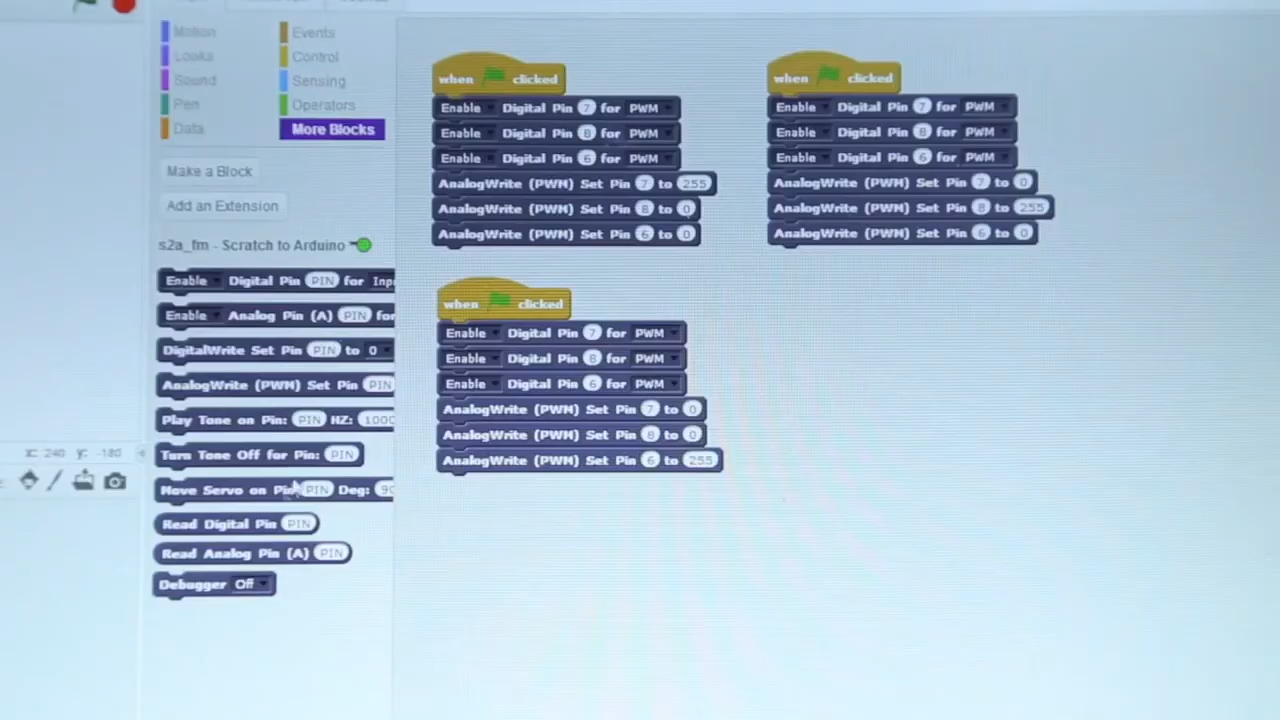 Motion
Events
Looks
Control
Sound
Sensing
Pen
Operators
Data
More Blocks
Make a Block
Add an Extension
s2a_fm - Scratch to Arduino
Enable Digital Pin PIN for Inp
Enable Analog Pin (A) PIN for
DigitalWrite Set Pin PIN to 0
AnalogWrite (PWM) Set Pin PIN
Play Tone on Pin: PIN HZ: 1000
Turn Tone Off for Pin: PIN
Move Servo on Pin PIN Deg: 90
Read Digital Pin PIN
Read Analog Pin (A) PIN
Debugger Off
x: 240 y: -180
when clicked
Enable Digital Pin 7 for PWM
Enable Digital Pin 8 for PWM
Enable Digital Pin 6 for PWM
AnalogWrite (PWM) Set Pin 7 to 255
AnalogWrite (PWM) Set Pin 8 to 0
AnalogWrite (PWM) Set Pin 6 to 0
when clicked
Enable Digital Pin 7 for PWM
Enable Digital Pin 8 for PWM
Enable Digital Pin 6 for PWM
AnalogWrite (PWM) Set Pin 7 to 0
AnalogWrite (PWM) Set Pin 8 to 255
AnalogWrite (PWM) Set Pin 6 to 0
when clicked
Enable Digital Pin 7 for PWM
Enable Digital Pin 8 for PWM
Enable Digital Pin 6 for PWM
AnalogWrite (PWM) Set Pin 7 to 0
AnalogWrite (PWM) Set Pin 8 to 0
AnalogWrite (PWM) Set Pin 6 to 255